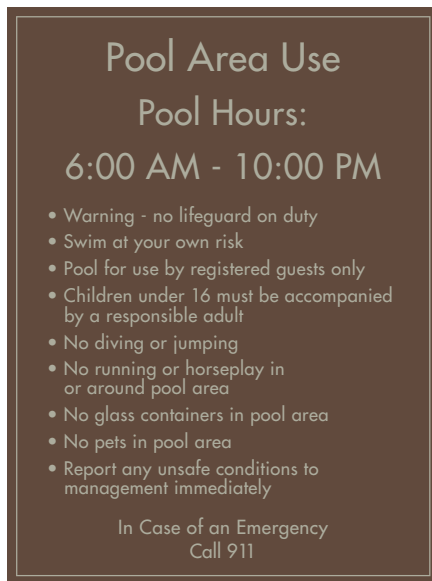 Pool Area Use
Pool Hours:
6:00 AM - 10:00 PM
• Warning - no lifeguard on duty
• Swim at your own risk
• Pool for use by registered guests only
• Children under 16 must be accompanied
by a responsible adult
• No diving or jumping
• No running or horseplay in
or around pool area
• No glass containers in pool area
• No pets in pool area
• Report any unsafe conditions to
management immediately
In Case of an Emergency
Call 911